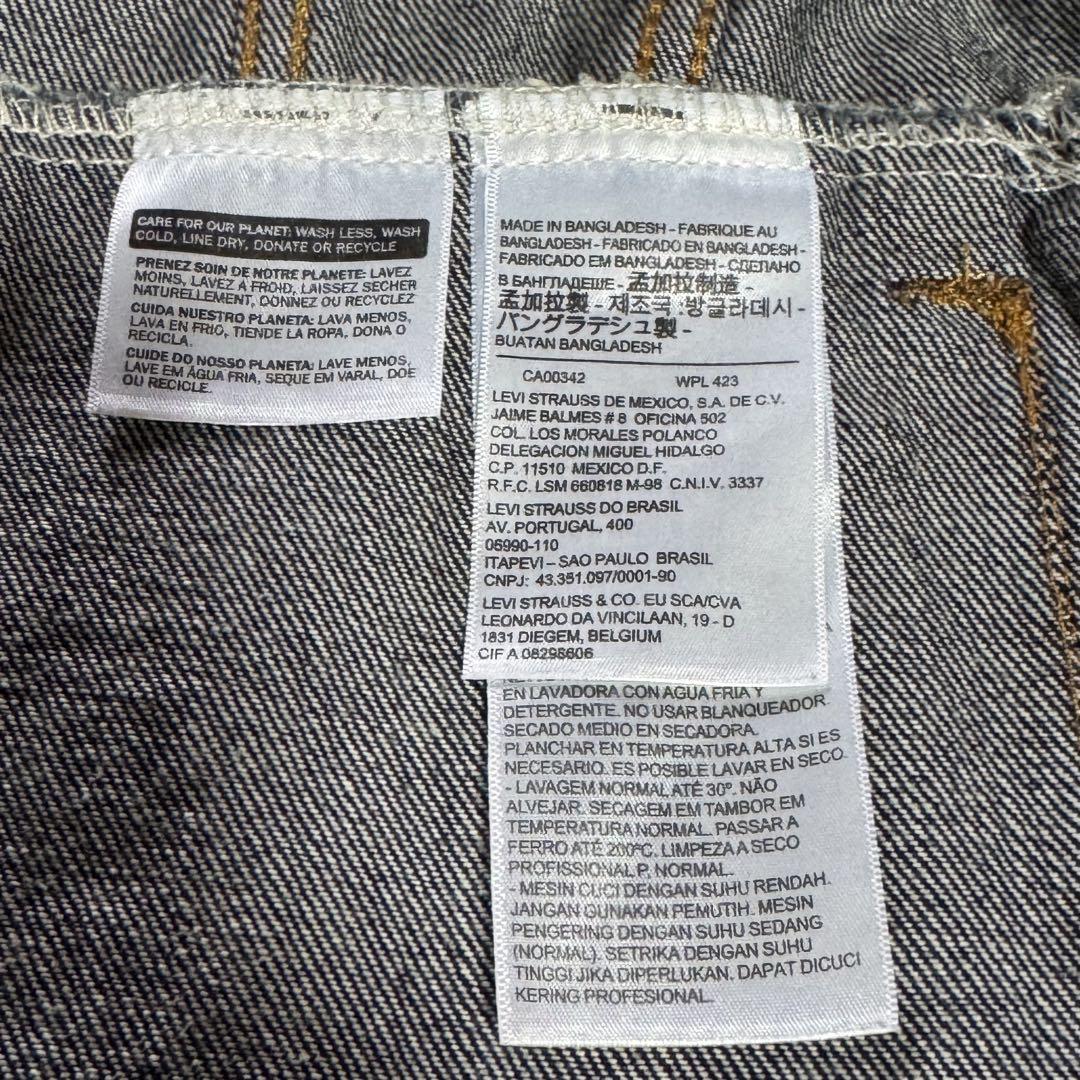 CARE FOR OUR PLANET: WASH LESS, WASH
COLD, LINE DRY, DONATE OR RECYCLE
PRENEZ SOIN DE NOTRE PLANETE: LAVEZ
MOINS, LAVEZ A FROID, LAISSEZ SECHER
NATURELLEMENT, DONNEZ OU RECYCLEZ
CUIDA NUESTRO PLANETA: LAVA MENOS,
LAVA EN FRIO, TIENDE LA ROPA, DONA O
RECICLA.
CUIDE DO NOSSO PLANETA: LAVE MENOS,
LAVE EM ÁGUA FRIA, SEQUE EM VARAL, DOE
OU RECICLE.
MADE IN BANGLADESH - FABRIQUE AU
BANGLADESH - FABRICADO EN BANGLADESH -
FABRICADO EM BANGLADESH - СДЕЛАНО
В БАНГЛАДЕШЕ - 孟加拉制造 -
孟加拉製 - 제조국 :방글라데시 -
バングラデシュ製 -
BUATAN BANGLADESH
CA00342 WPL 423
LEVI STRAUSS DE MEXICO, S.A. DE C.V.
JAIME BALMES # 8 OFICINA 502
COL. LOS MORALES POLANCO
DELEGACION MIGUEL HIDALGO
C.P. 11510 MEXICO D.F.
R.F.C. LSM 660818 M-98 C.N.I.V. 3337
LEVI STRAUSS DO BRASIL
AV. PORTUGAL, 400
06990-110
ITAPEVI – SAO PAULO BRASIL
CNPJ: 43.351.097/0001-90
LEVI STRAUSS & CO. EU SCA/CVA
LEONARDO DA VINCILAAN, 19 - D
1831 DIEGEM, BELGIUM
CIF A 08298606
EN LAVADORA CON AGUA FRIA Y
DETERGENTE. NO USAR BLANQUEADOR.
SECADO MEDIO EN SECADORA.
PLANCHAR EN TEMPERATURA ALTA SI ES
NECESARIO. ES POSIBLE LAVAR EN SECO.
- LAVAGEM NORMAL ATÉ 30º. NÃO
ALVEJAR. SECAGEM EM TAMBOR EM
TEMPERATURA NORMAL. PASSAR A
FERRO ATÉ 200ºC. LIMPEZA A SECO
PROFISSIONAL P, NORMAL.
- MESIN CUCI DENGAN SUHU RENDAH.
JANGAN GUNAKAN PEMUTIH. MESIN
PENGERING DENGAN SUHU SEDANG
(NORMAL). SETRIKA DENGAN SUHU
TINGGI JIKA DIPERLUKAN. DAPAT DICUCI
KERING PROFESIONAL.